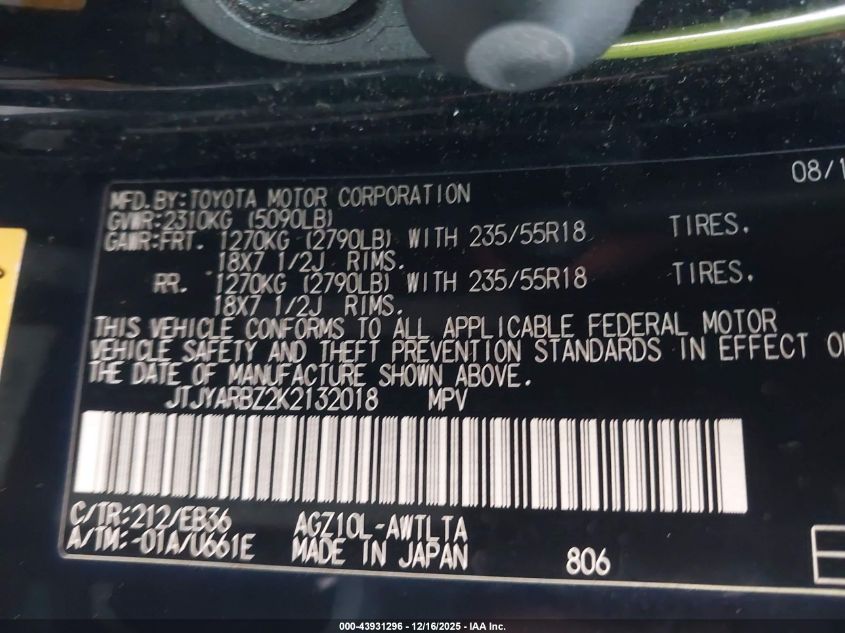 08/1
MFD.BY:TOYOTA MOTOR CORPORATION
GVWR:2310KG (5090LB)
GAWR:FRT. 1270KG (2790LB) WITH 235/55R18 TIRES.
18X7 1/2J RIMS.
RR. 1270KG (2790LB) WITH 235/55R18 TIRES.
18X7 1/2J RIMS.
THIS VEHICLE CONFORMS TO ALL APPLICABLE FEDERAL MOTOR
VEHICLE SAFETY AND THEFT PREVENTION STANDARDS IN EFFECT O
THE DATE OF MANUFACTURE SHOWN ABOVE.
JTJYARBZ2K2132018 MPV
C/TR:212/EB36 AGZ10L-AWTLTA
A/TM:-01A/U661E MADE IN JAPAN 806
000-43931296 - 12/16/2025 - IAA Inc.